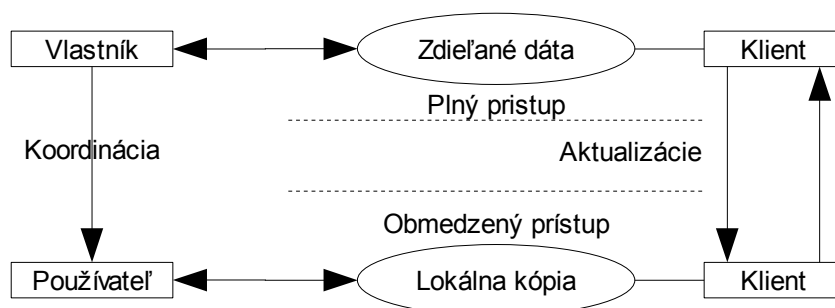 Vlastník
Zdieľané dáta
Klient
Plný pristup
Koordinácia
Aktualizácie
Obmedzený prístup
Používateľ
Lokálna kópia
Klient